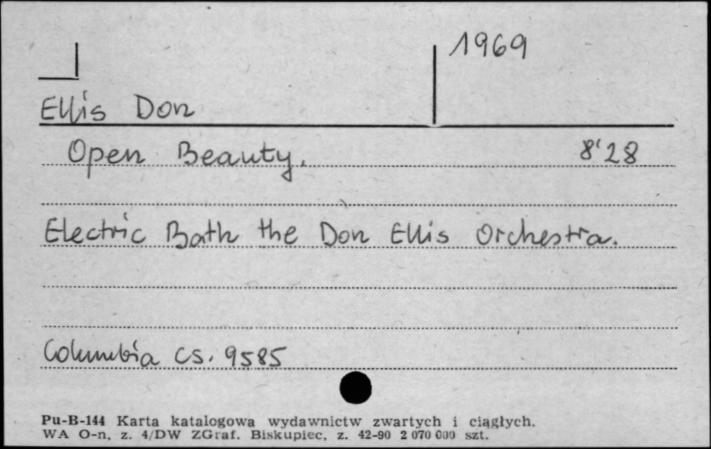 1969
Ellis Don
Open Beauty. 8'28
Electric Bath the Don Ellis Orchestra.
Columbia CS. 9585
Pu-B-144 Karta katalogowa wydawnictw zwartych i ciągłych.
WA O-n, z. 4/DW ZGraf. Biskupiec, z. 42-90 2 070 000 szt.